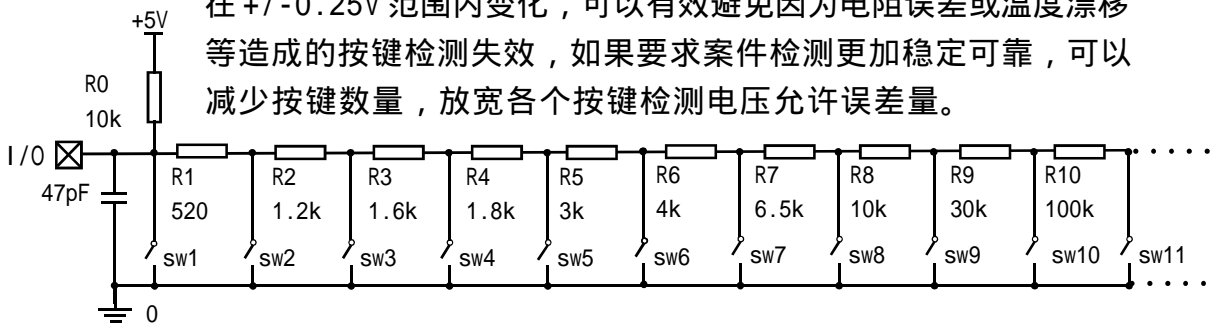 在+/-0.25V范围内变化，可以有效避免因为电阻误差或温度漂移
等造成的按键检测失效，如果要求案件检测更加稳定可靠，可以
减少按键数量，放宽各个按键检测电压允许误差量。
+5V
R0
10k
I/O
47pF
R1 R2 R3 R4 R5 R6 R7 R8 R9 R10
520 1.2k 1.6k 1.8k 3k 4k 6.5k 10k 30k 100k
sw1 sw2 sw3 sw4 sw5 sw6 sw7 sw8 sw9 sw10 sw11
0